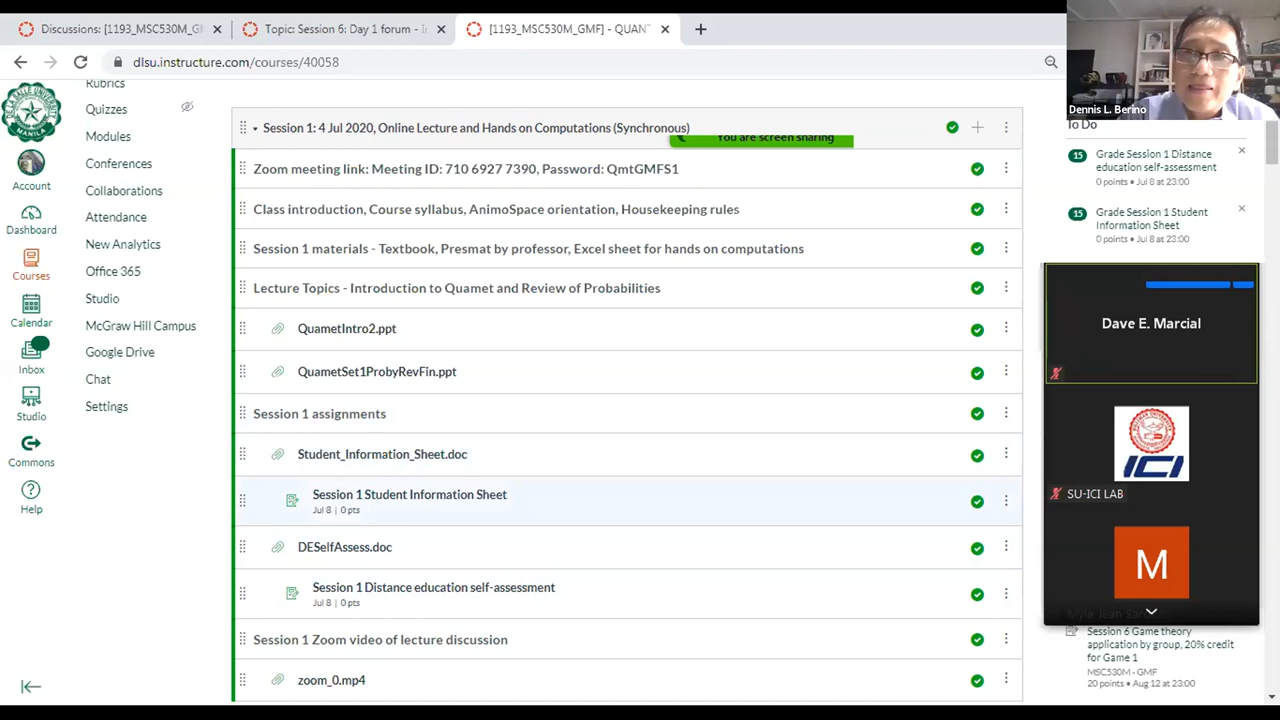 Discussions: [1193_MSC530M_G
Topic: Session 6: Day 1 forum - I
[1193_MSC530M_GMF] - QUAN
dlsu.instructure.com/courses/40058
Dennis L. Berino
DE LA SALLE UNIVERSITY
MANILA
Account
Dashboard
Courses
Calendar
Inbox
Studio
Commons
Help
Rubrics
Quizzes
Modules
Conferences
Collaborations
Attendance
New Analytics
Office 365
Studio
McGraw Hill Campus
Google Drive
Chat
Settings
Session 1: 4 Jul 2020, Online Lecture and Hands on Computations (Synchronous)
You are screen sharing
Zoom meeting link: Meeting ID: 710 6927 7390, Password: QmtGMFS1
Class introduction, Course syllabus, AnimoSpace orientation, Housekeeping rules
Session 1 materials - Textbook, Present by professor, Excel sheet for hands on computations
Lecture Topics - Introduction to Quamet and Review of Probabilities
QuametIntro2.ppt
QuametSet1ProbyRevFin.ppt
Session 1 assignments
Student_Information_Sheet.doc
Session 1 Student Information Sheet
Jul 8 | 0 pts
DESelfAssess.doc
Session 1 Distance education self-assessment
Jul 8 | 0 pts
Session 1 Zoom video of lecture discussion
zoom_0.mp4
To Do
15
Grade Session 1 Distance
education self-assessment
0 points • Jul 8 at 23:00
15
Grade Session 1 Student
Information Sheet
0 points • Jul 8 at 23:00
Dave E. Marcial
ICI
SU-ICI LAB
M
Myla Jean
Session 6 Game theory
application by group, 20% credit
for Game 1
MSC530M - GMF
20 points • Aug 12 at 23:00